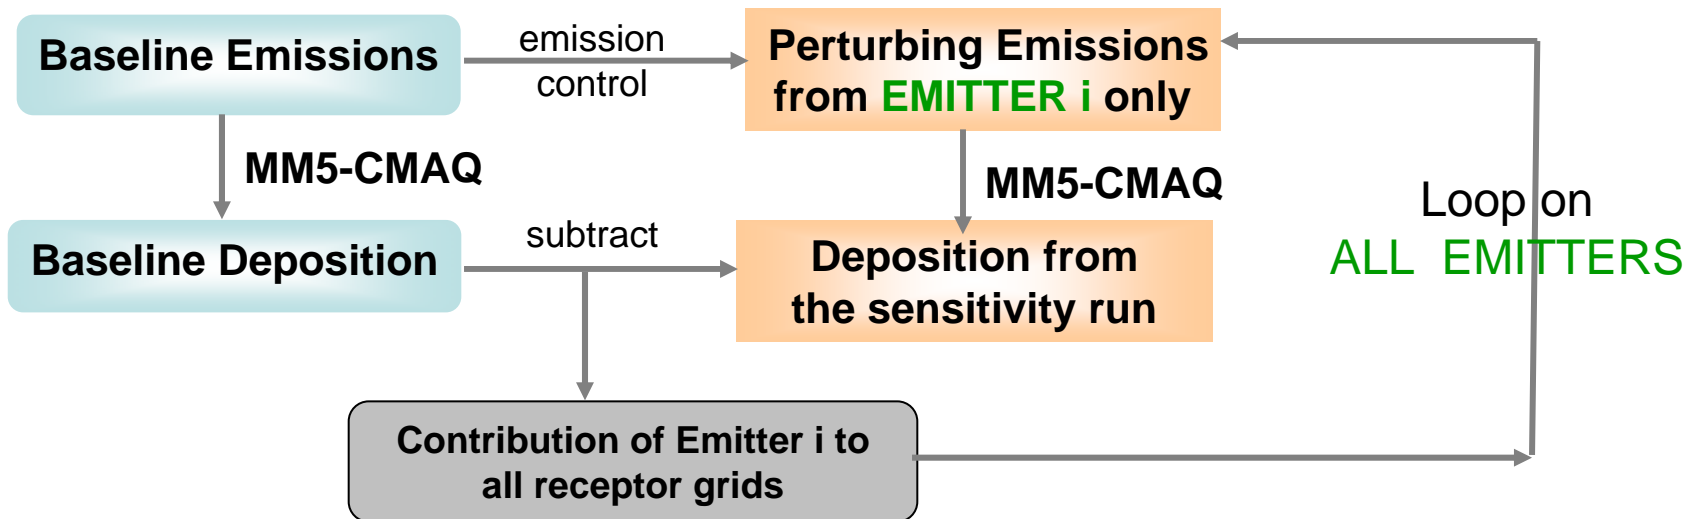 Baseline Emissions
emission
control
Perturbing Emissions
from EMITTER i only
MM5-CMAQ
MM5-CMAQ
Loop on
ALL EMITTERS
Baseline Deposition
subtract
Deposition from
the sensitivity run
Contribution of Emitter i to
all receptor grids